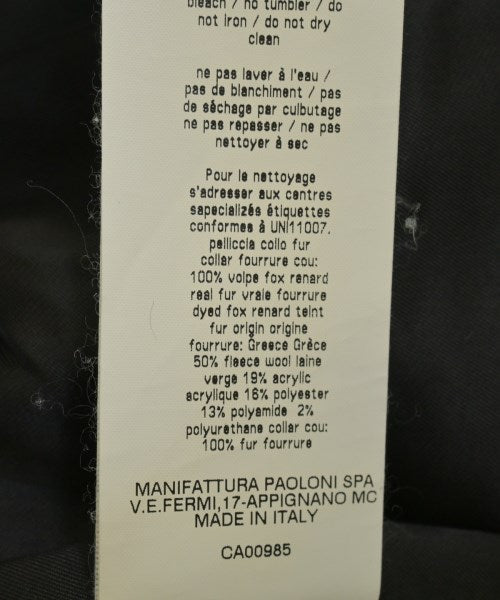 bleach / no tumbler / do
not iron / do not dry
clean
ne pas laver à l'eau /
pas de blanchiment / pas
de séchage par culbutage
ne pas repasser / ne pas
nettoyer à sec
Pour le nettoyage
s'adresser aux centres
sapecializés étiquettes
conformes à UNI11007.
pelliccia collo fur
collar fourrure cou:
100% volpe fox renard
real fur vraie fourrure
dyed fox renard teint
fur origin origine
fourrure: Greece Grèce
50% fleece wool laine
verge 19% acrylic
acrylique 16% polyester
13% polyamide 2%
polyurethane collar cou:
100% fur fourrure
MANIFATTURA PAOLONI SPA
V.E.FERMI,17-APPIGNANO MC
MADE IN ITALY
CA00985